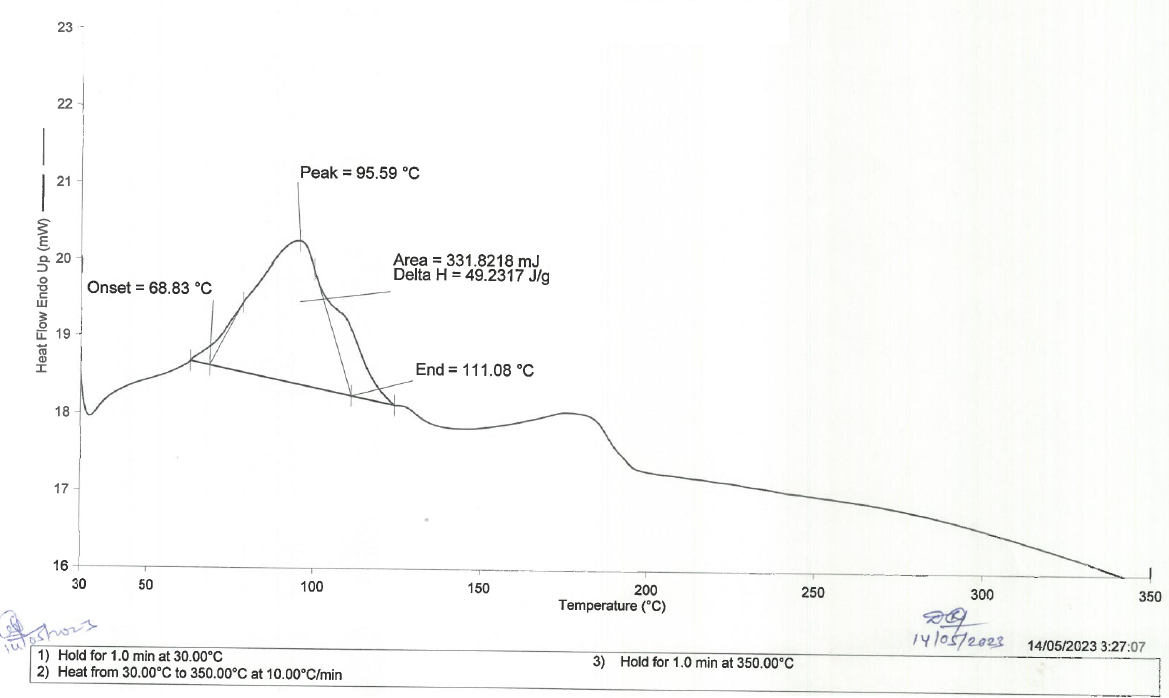 23
22
21
20
19
18
17
16
Heat Flow Endo Up (mW)
Peak = 95.59 °C
Area = 331.8218 mJ
Delta H = 49.2317 J/g
Onset = 68.83 °C
End = 111.08 °C
30 50 100 150 200 250 300 350
Temperature (°C)
14/05/2023
14/05/2023
14/05/2023 3:27:07
1) Hold for 1.0 min at 30.00°C
2) Heat from 30.00°C to 350.00°C at 10.00°C/min
3) Hold for 1.0 min at 350.00°C